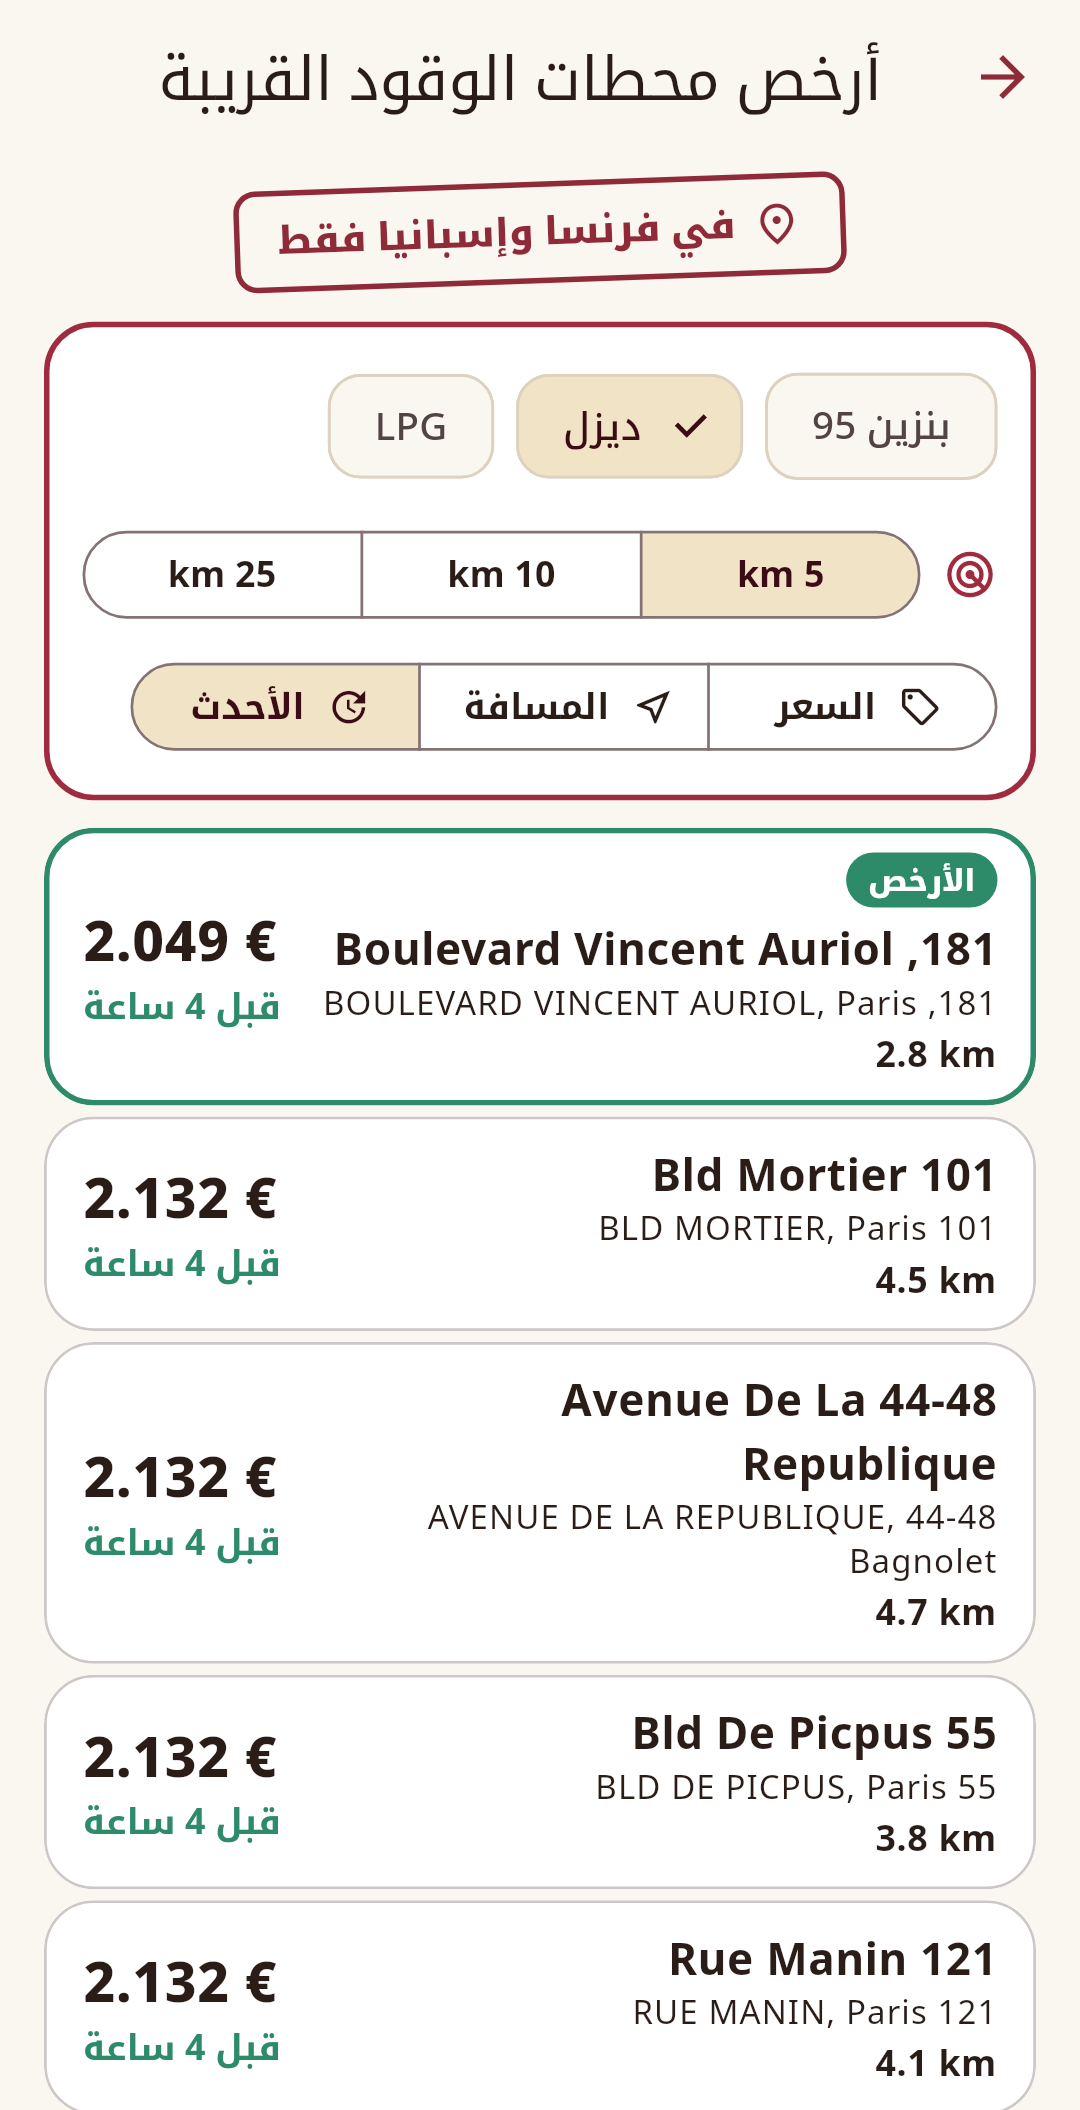 أرخص محطات الوقود القريبة
في فرنسا وإسبانيا فقط
بنزين 95
ديزل
LPG
km 5
km 10
km 25
السعر
المسافة
الأحدث
الأرخص
Boulevard Vincent Auriol ,181
BOULEVARD VINCENT AURIOL, Paris ,181
2.8 km
2.049 €
قبل 4 ساعة
Bld Mortier 101
BLD MORTIER, Paris 101
4.5 km
2.132 €
قبل 4 ساعة
Avenue De La 44-48
Republique
AVENUE DE LA REPUBLIQUE, 44-48
Bagnolet
4.7 km
2.132 €
قبل 4 ساعة
Bld De Picpus 55
BLD DE PICPUS, Paris 55
3.8 km
2.132 €
قبل 4 ساعة
Rue Manin 121
RUE MANIN, Paris 121
4.1 km
2.132 €
قبل 4 ساعة